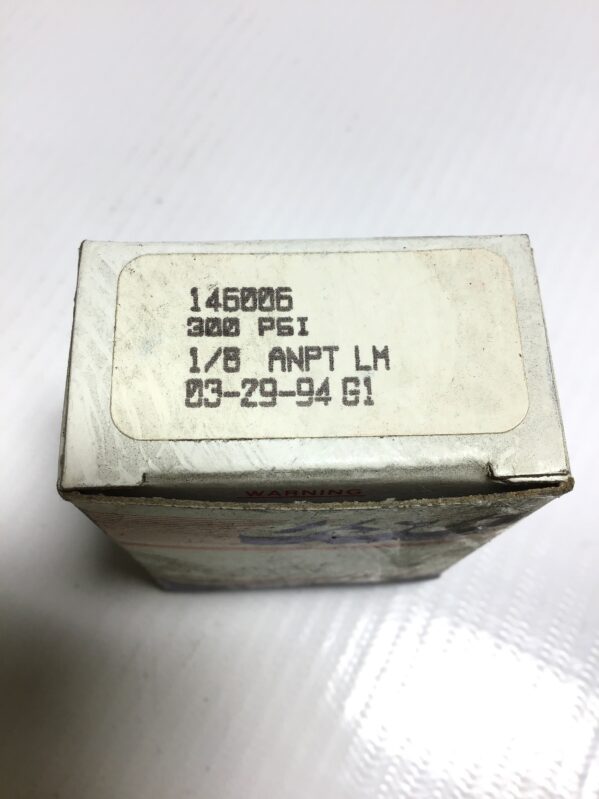 146006
300 PSI
1/8 ANPT LM
03-29-94 G1
WARNING